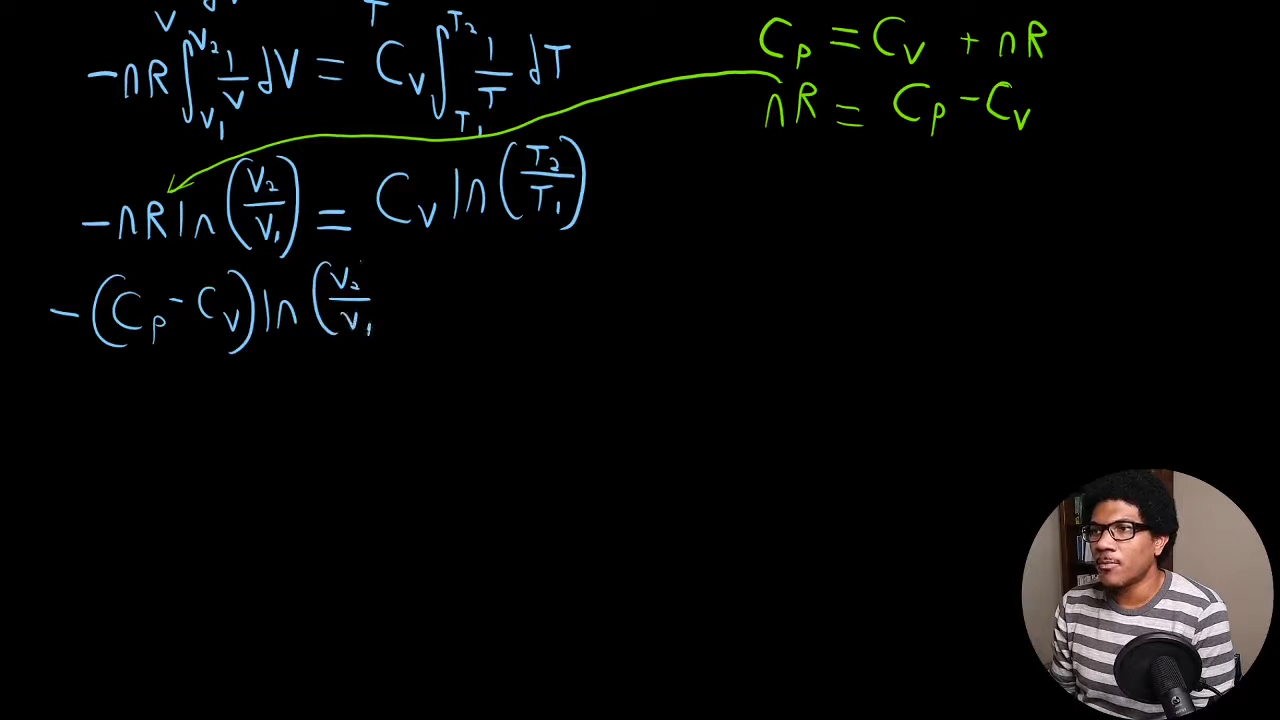 -nR ∫_{V₁}^{V₂} 1/V dV = C_V ∫_{T₁}^{T₂} 1/T dT
C_p = C_V + nR
nR = C_p - C_V
-nR ln(V₂/V₁) = C_V ln(T₂/T₁)
-(C_p - C_V) ln(V₂/V₁